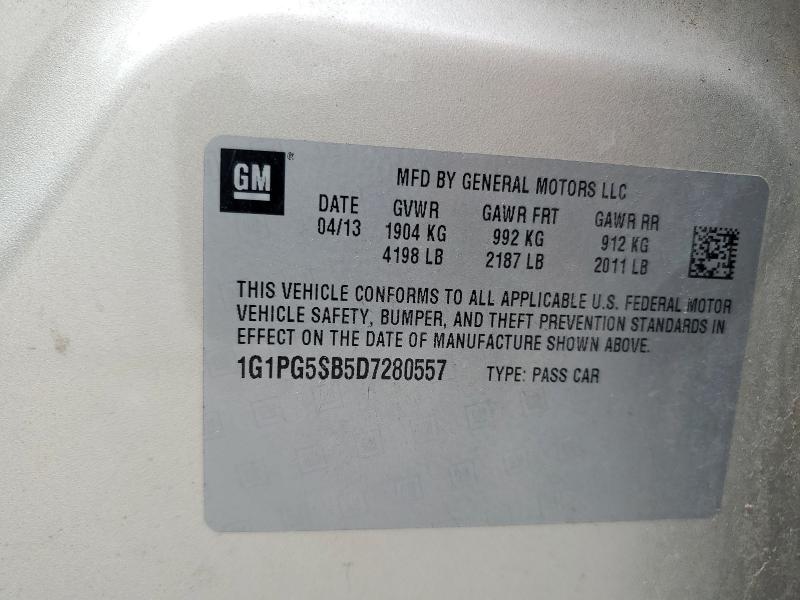 GM ®
MFD BY GENERAL MOTORS LLC
DATE GVWR GAWR FRT GAWR RR
04/13 1904 KG 992 KG 912 KG
4198 LB 2187 LB 2011 LB
THIS VEHICLE CONFORMS TO ALL APPLICABLE U.S. FEDERAL MOTOR
VEHICLE SAFETY, BUMPER, AND THEFT PREVENTION STANDARDS IN
EFFECT ON THE DATE OF MANUFACTURE SHOWN ABOVE.
1G1PG5SB5D7280557 TYPE: PASS CAR